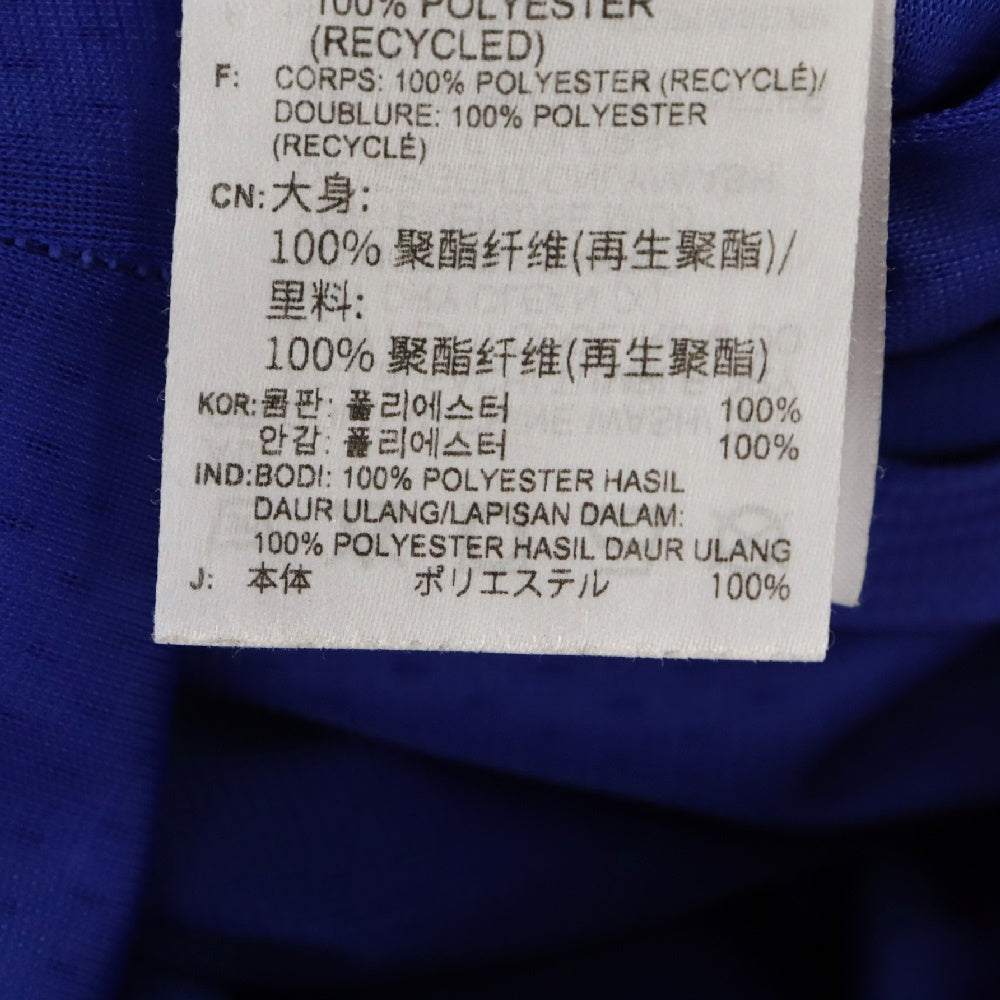 100% POLYESTER
(RECYCLED)
F: CORPS: 100% POLYESTER (RECYCLÉ)/
DOUBLURE: 100% POLYESTER
(RECYCLÉ)
CN: 大身:
100% 聚酯纤维(再生聚酯)/
里料:
100% 聚酯纤维(再生聚酯)
KOR: 몸판: 폴리에스터 100%
안감: 폴리에스터 100%
IND: BODI: 100% POLYESTER HASIL
DAUR ULANG/LAPISAN DALAM:
100% POLYESTER HASIL DAUR ULANG
J: 本体 ポリエステル 100%